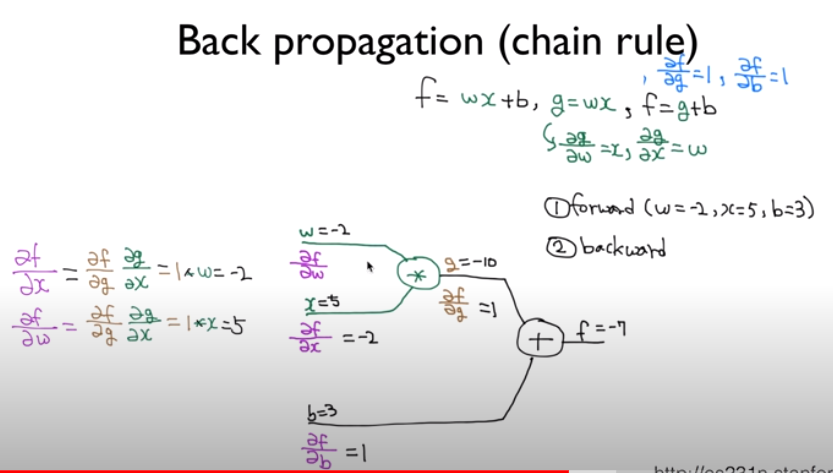 Back propagation (chain rule)
, ∂f/∂g=1, ∂f/∂b=1
f= wx+b, g=wx, f=g+b
∂g/∂w=x, ∂g/∂x=w
① forward (w=-2, x=5, b=3)
② backward
w=-2
∂f/∂w
*
g=-10
∂f/∂g =1
x=5
∂f/∂x =-2
+
f=-7
b=3
∂f/∂b =1
∂f/∂x = ∂f/∂g ∂g/∂x =1*w=-2
∂f/∂w = ∂f/∂g ∂g/∂x =1*x=5